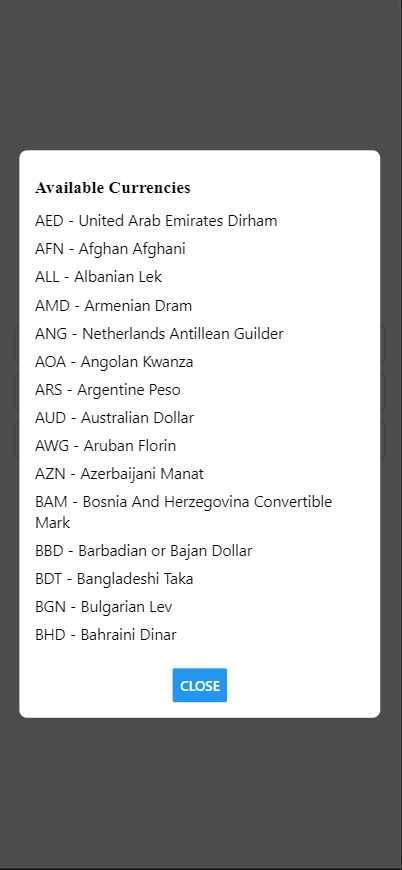 Available Currencies
AED - United Arab Emirates Dirham
AFN - Afghan Afghani
ALL - Albanian Lek
AMD - Armenian Dram
ANG - Netherlands Antillean Guilder
AOA - Angolan Kwanza
ARS - Argentine Peso
AUD - Australian Dollar
AWG - Aruban Florin
AZN - Azerbaijani Manat
BAM - Bosnia And Herzegovina Convertible
Mark
BBD - Barbadian or Bajan Dollar
BDT - Bangladeshi Taka
BGN - Bulgarian Lev
BHD - Bahraini Dinar
CLOSE